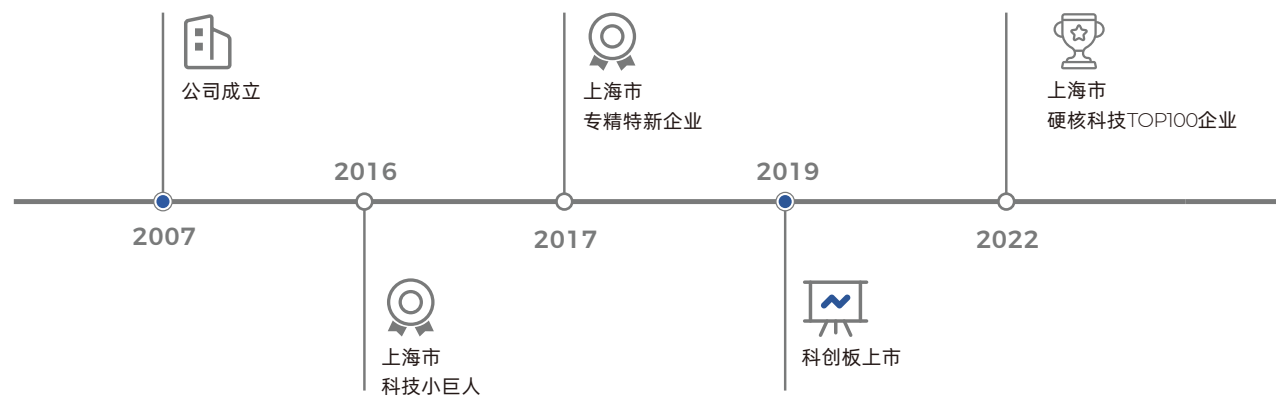 公司成立
2007
2016
上海市
科技小巨人
上海市
专精特新企业
2017
2019
科创板上市
上海市
硬核科技TOP100企业
2022